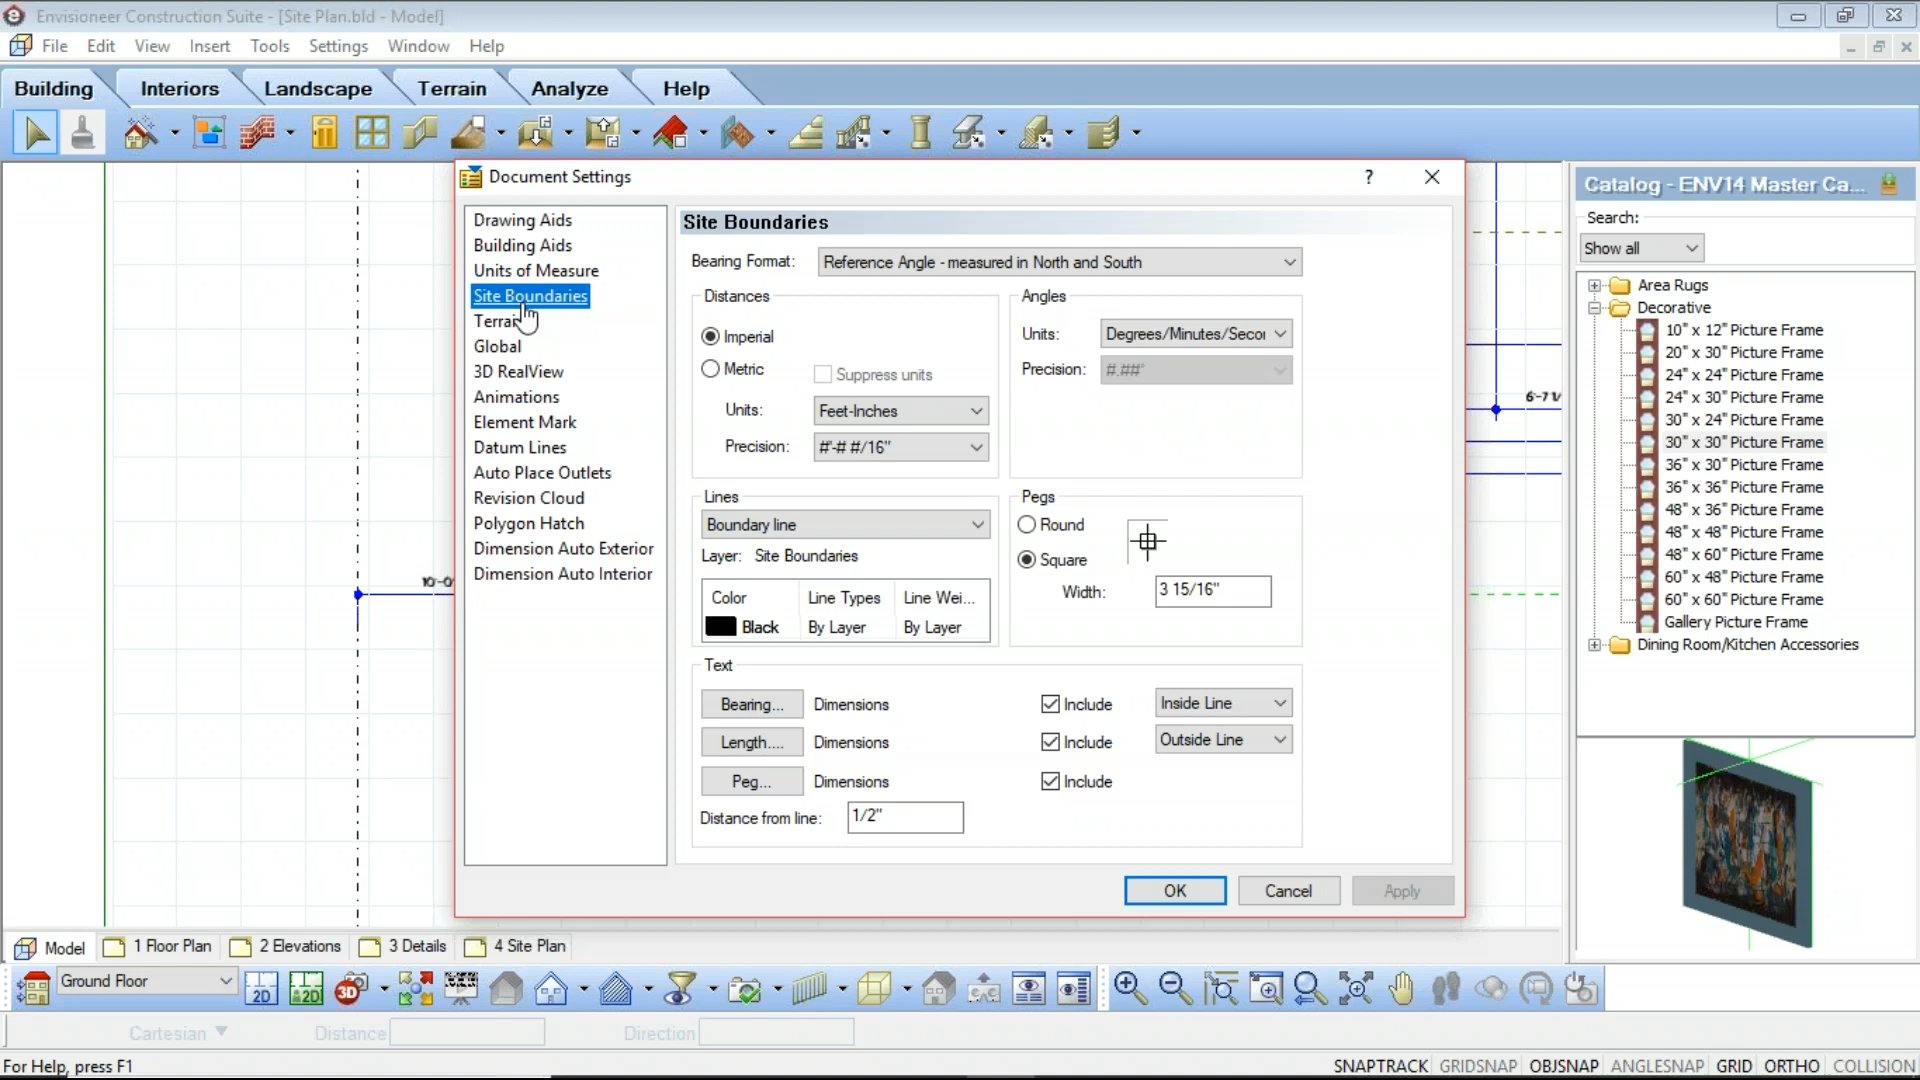 Envisioneer Construction Suite - [Site Plan.bld - Model]
File Edit View Insert Tools Settings Window Help
Building Interiors Landscape Terrain Analyze Help
Document Settings ?
Drawing Aids
Building Aids
Units of Measure
Site Boundaries
Terrain
Global
3D RealView
Animations
Element Mark
Datum Lines
Auto Place Outlets
Revision Cloud
Polygon Hatch
Dimension Auto Exterior
Dimension Auto Interior
Site Boundaries
Bearing Format: Reference Angle - measured in North and South
Distances
Imperial
Metric
Suppress units
Units: Feet-Inches
Precision: #'-# #/16"
Angles
Units: Degrees/Minutes/Secor
Precision: #.##°
Lines
Boundary line
Layer: Site Boundaries
Color Line Types Line Wei...
Black By Layer By Layer
Pegs
Round
Square
Width: 3 15/16"
Text
Bearing... Dimensions Include Inside Line
Length.... Dimensions Include Outside Line
Peg... Dimensions Include
Distance from line: 1/2"
OK Cancel Apply
Catalog - ENV14 Master Ca...
Search:
Show all
Area Rugs
Decorative
10" x 12" Picture Frame
20" x 30" Picture Frame
24" x 24" Picture Frame
24" x 30" Picture Frame
30" x 24" Picture Frame
30" x 30" Picture Frame
36" x 30" Picture Frame
36" x 36" Picture Frame
48" x 36" Picture Frame
48" x 48" Picture Frame
48" x 60" Picture Frame
60" x 48" Picture Frame
60" x 60" Picture Frame
Gallery Picture Frame
Dining Room/Kitchen Accessories
Model 1 Floor Plan 2 Elevations 3 Details 4 Site Plan
Ground Floor 2D 2D 3D
Cartesian Distance Direction
For Help, press F1 SNAPTRACK GRIDSNAP OBJSNAP ANGLESNAP GRID ORTHO COLLISION